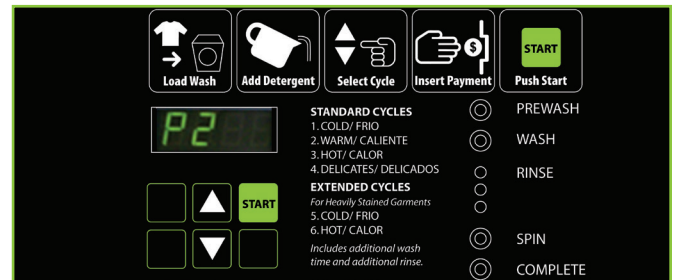 Load Wash
Add Detergent
Select Cycle
$
Insert Payment
START
Push Start
P2
START
STANDARD CYCLES
1. COLD/ FRIO
2. WARM/ CALIENTE
3. HOT/ CALOR
4. DELICATES/ DELICADOS
EXTENDED CYCLES
For Heavily Stained Garments
5. COLD/ FRIO
6. HOT/ CALOR
Includes additional wash
time and additional rinse.
PREWASH
WASH
RINSE
SPIN
COMPLETE